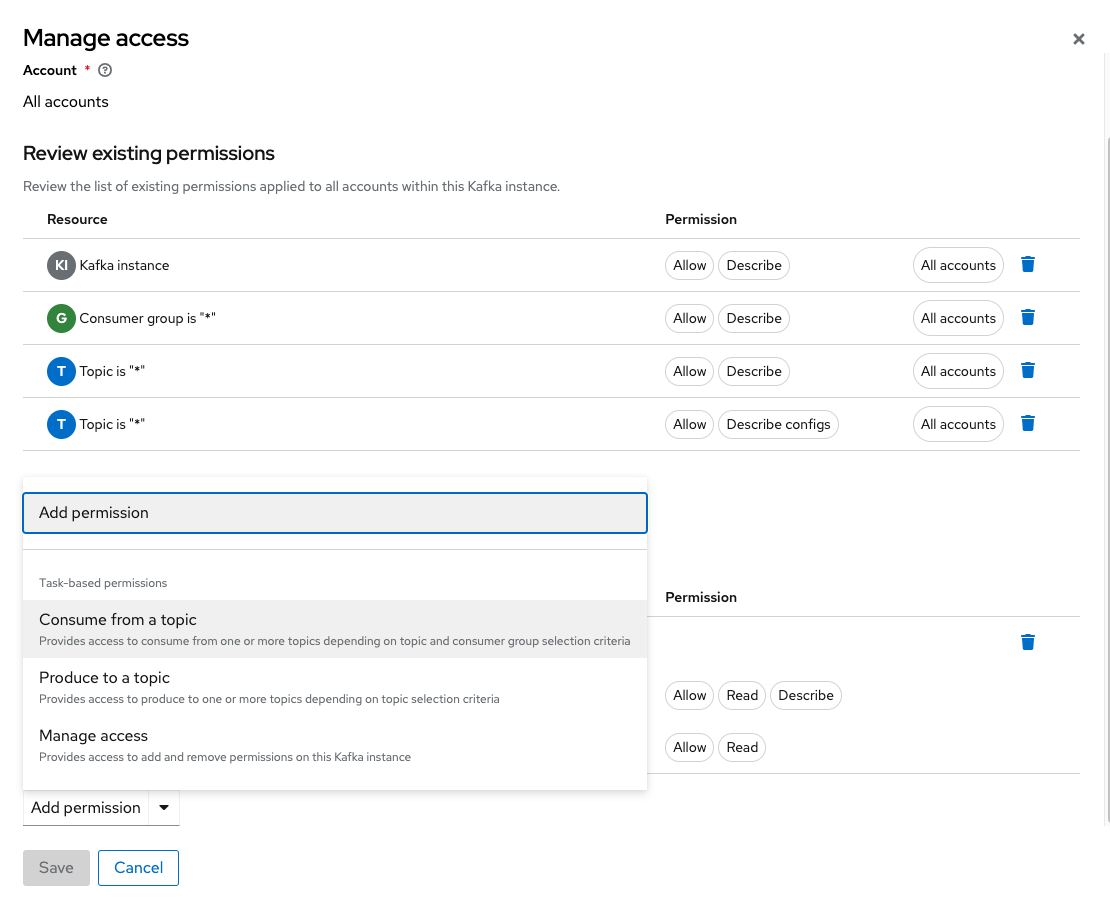 Manage access
Account *
All accounts
Review existing permissions
Review the list of existing permissions applied to all accounts within this Kafka instance.
Resource Permission
KI Kafka instance Allow Describe All accounts
G Consumer group is "*" Allow Describe All accounts
T Topic is "*" Allow Describe All accounts
T Topic is "*" Allow Describe configs All accounts
Add permission
Task-based permissions
Permission
Consume from a topic
Provides access to consume from one or more topics depending on topic and consumer group selection criteria
Produce to a topic
Provides access to produce to one or more topics depending on topic selection criteria
Allow Read Describe
Manage access
Provides access to add and remove permissions on this Kafka instance
Allow Read
Add permission
Save Cancel